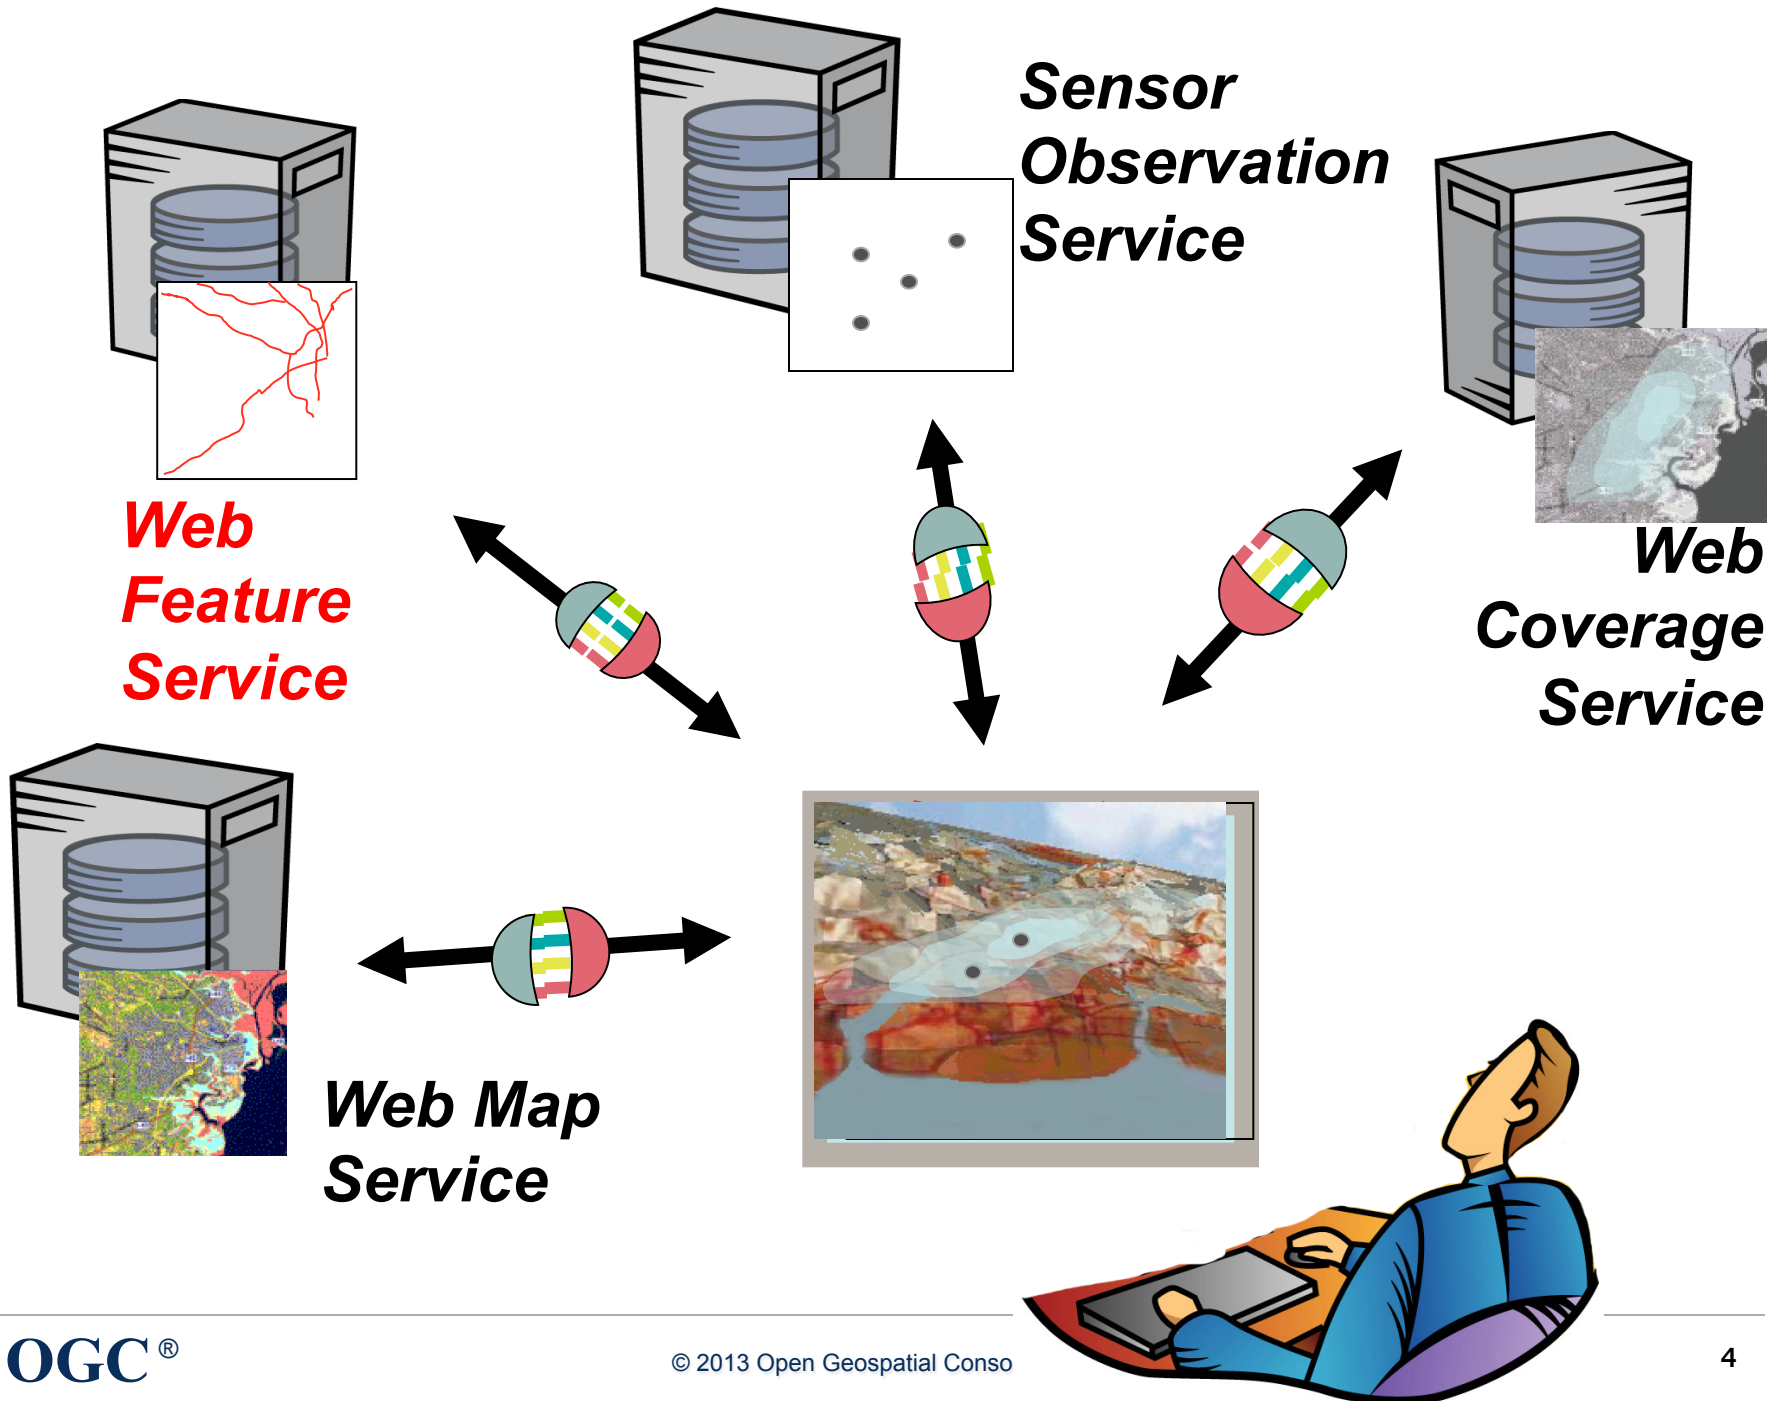 Sensor
Observation
Service
Web
Feature
Service
Web
Coverage
Service
Web Map
Service
OGC®
© 2013 Open Geospatial Conso
4